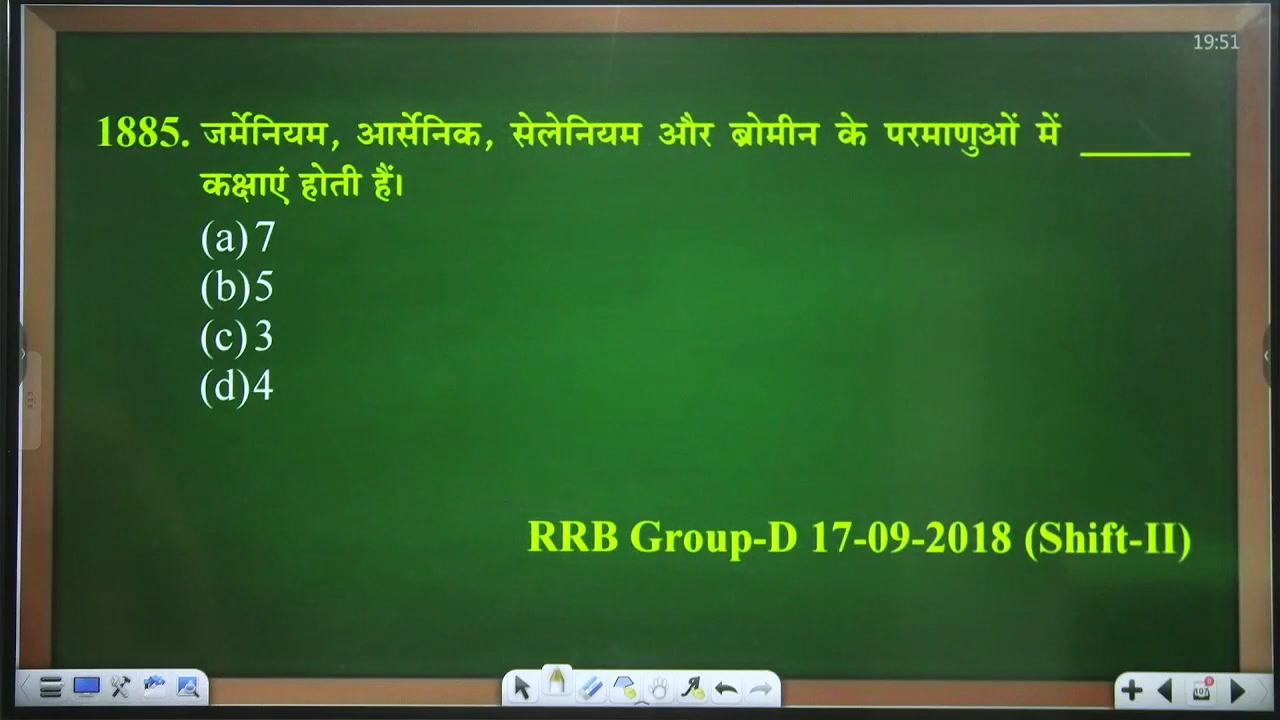 19:51
1885. जर्मेनियम, आर्सेनिक, सेलेनियम और ब्रोमीन के परमाणुओं में ______
कक्षाएं होती हैं।
(a) 7
(b) 5
(c) 3
(d) 4
RRB Group-D 17-09-2018 (Shift-II)
107